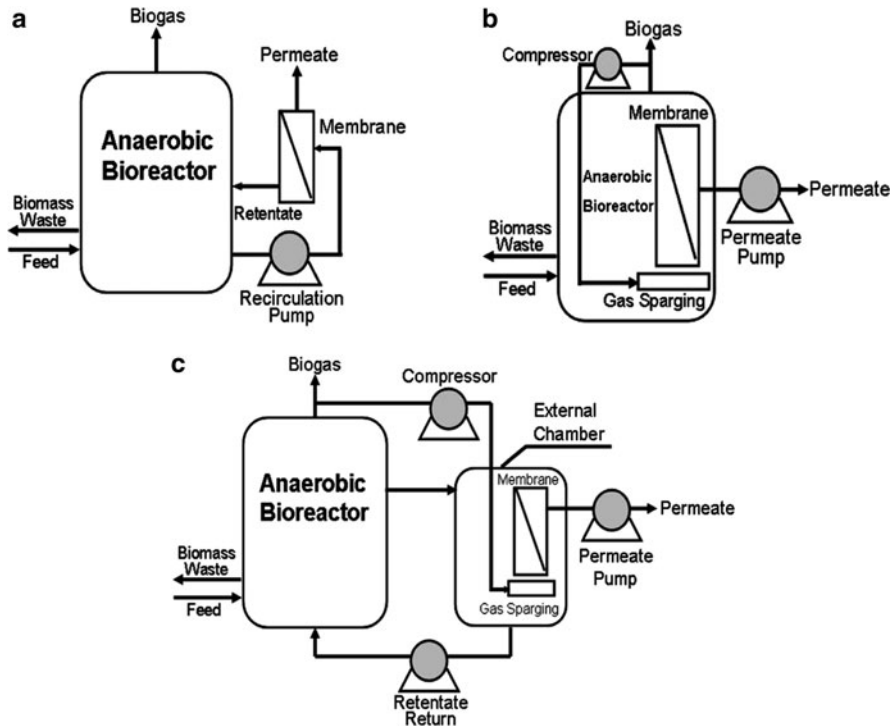 a
Biogas
Permeate
Membrane
Anaerobic
Bioreactor
Retentate
Biomass
Waste
Feed
Recirculation
Pump
b
Biogas
Compressor
Membrane
Anaerobic
Bioreactor
Permeate
Permeate
Pump
Biomass
Waste
Feed
Gas Sparging
c
Biogas
Compressor
External
Chamber
Anaerobic
Bioreactor
Membrane
Permeate
Permeate
Pump
Biomass
Waste
Feed
Gas Sparging
Retentate
Return